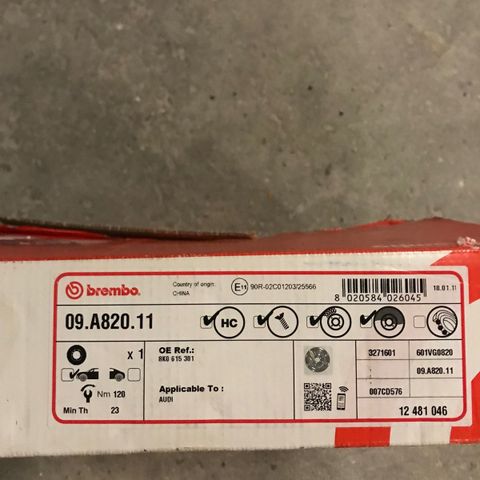 brembo.
Country of origin
CHINA
E11 90R-02C01203/25566
8 020584 026045
18.01.11
09.A820.11
HC
x 1
OE Ref.:
8K0 615 301
3271601
601VG0820
09.A820.11
Nm 120
Applicable To :
AUDI
007CD576
Min Th 23
12 481 046